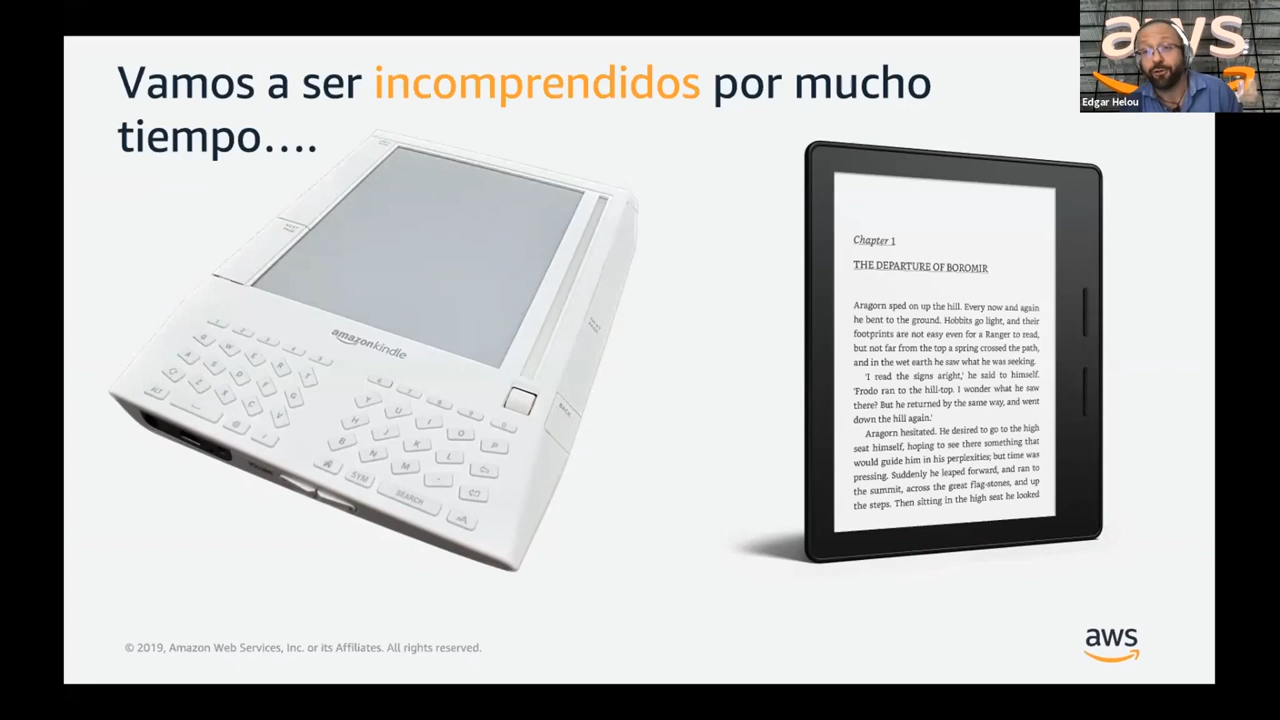 Vamos a ser incomprendidos por mucho
tiempo....
aws
Edgar Helou
amazonkindle
ALT
SYM
SEARCH
BACK
Chapter 1
THE DEPARTURE OF BOROMIR
Aragorn sped on up the hill. Every now and again
he bent to the ground. Hobbits go light, and their
footprints are not easy even for a Ranger to read,
but not far from the top a spring crossed the path,
and in the wet earth he saw what he was seeking.
'I read the signs aright,' he said to himself.
'Frodo ran to the hill-top. I wonder what he saw
there? But he returned by the same way, and went
down the hill again.'
Aragorn hesitated. He desired to go to the high
seat himself, hoping to see there something that
would guide him in his perplexities; but time was
pressing. Suddenly he leaped forward, and ran to
the summit, across the great flag-stones, and up
the steps. Then sitting in the high seat he looked
© 2019, Amazon Web Services, Inc. or its Affiliates. All rights reserved.
aws